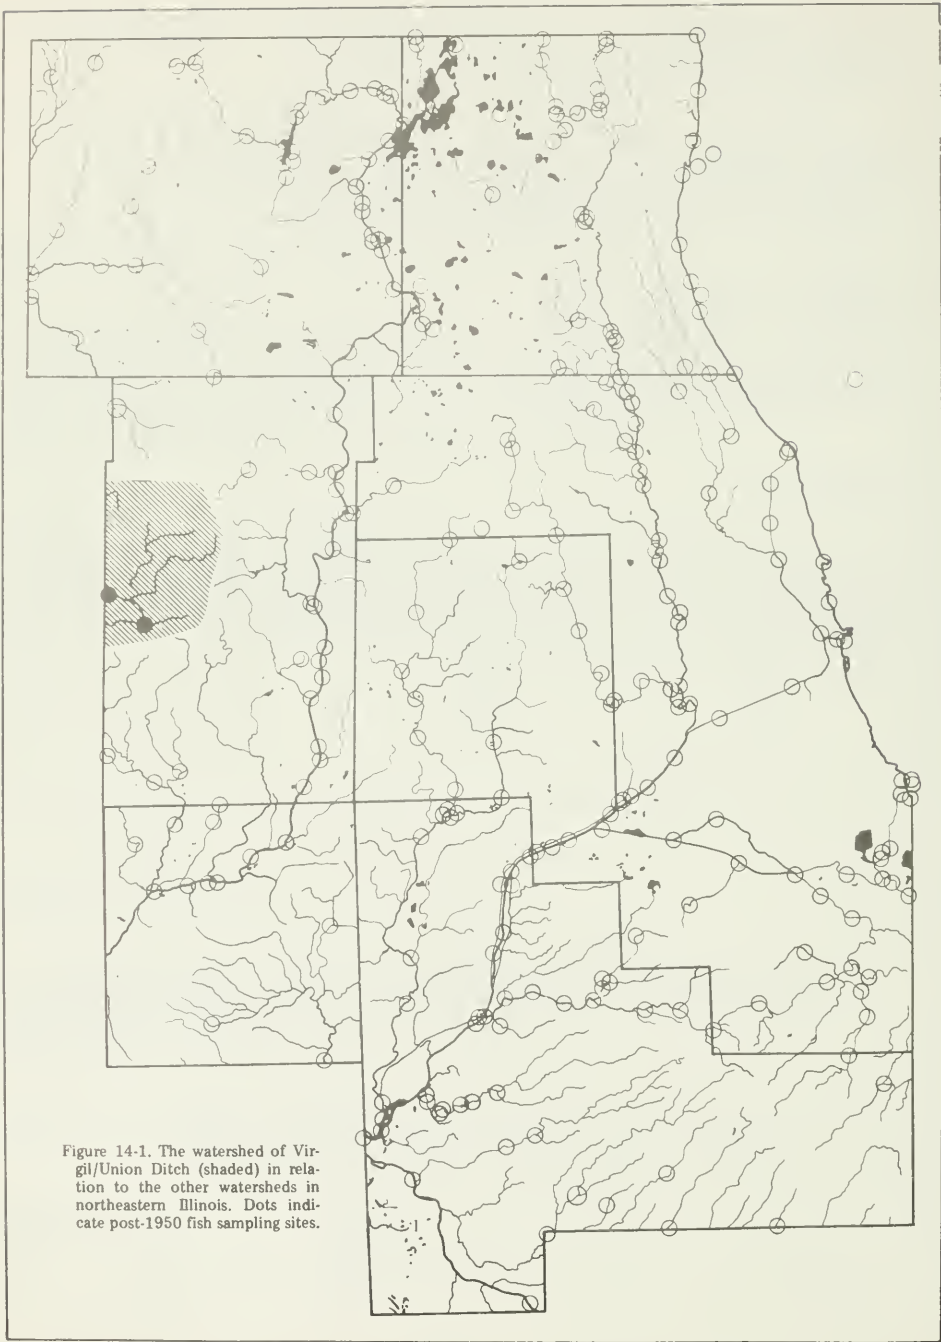 Figure 14-1. The watershed of Vir-
gil/Union Ditch (shaded) in rela-
tion to the other watersheds in
northeastern Illinois. Dots indi-
cate post-1950 fish sampling sites.